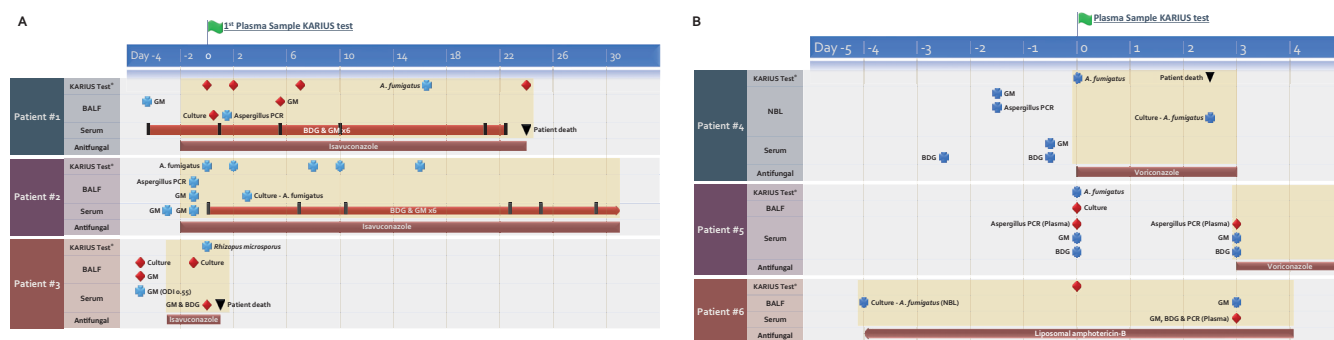 A
1st Plasma Sample KARIUS test
Day -4 -2 0 2 6 10 14 16 22 26 30
Patient #1
KARIUS Test* A. fumigatus
BALF GM GM
Culture Aspergillus PCR
Serum BDG & GM x6 Patient death
Anitfungal Isavuconazole
Patient #2
KARIUS Test* A. fumigatus
BALF Aspergillus PCR
GM Culture - A. fumigatus
Serum GM GM BDG & GM x6
Antifungal Isavuconazole
Patient #3
KARIUS Test* Rhizopus microsporus
BALF Culture Culture
GM
Serum GM (ODI 0.55)
GM & BDG Patient death
Antifungal Isavuconazole
B
Plasma Sample KARIUS test
Day -5 -4 -3 -2 -1 0 1 2 3 4
Patient #4
KARIUS Test* A. fumigatus Patient death
NBL GM
Aspergillus PCR
Culture - A. fumigatus
Serum GM
BDG BDG
Antifungal Voriconazole
Patient #5
KARIUS Test* A. fumigatus
BALF Culture
Serum Aspergillus PCR (Plasma) Aspergillus PCR (Plasma)
GM GM
BDG BDG
Antifungal Voriconazole
Patient #6
KARIUS Test*
BALF Culture - A. fumigatus (NBL) GM
Serum GM, BDG & PCR (Plasma)
Antifungal Liposomal amphotericin-B